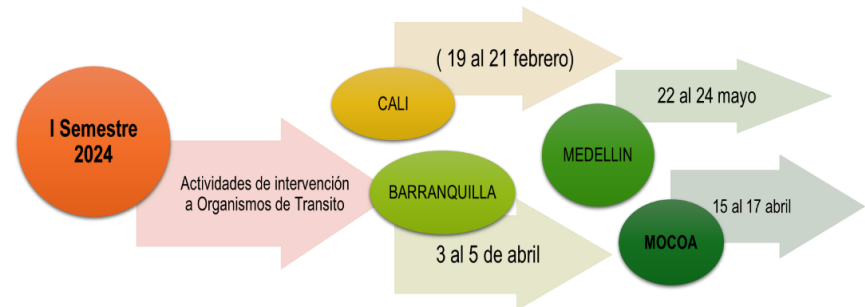 I Semestre
2024
Actividades de intervención
a Organismos de Transito
CALI
( 19 al 21 febrero)
BARRANQUILLA
3 al 5 de abril
MEDELLIN
22 al 24 mayo
MOCOA
15 al 17 abril